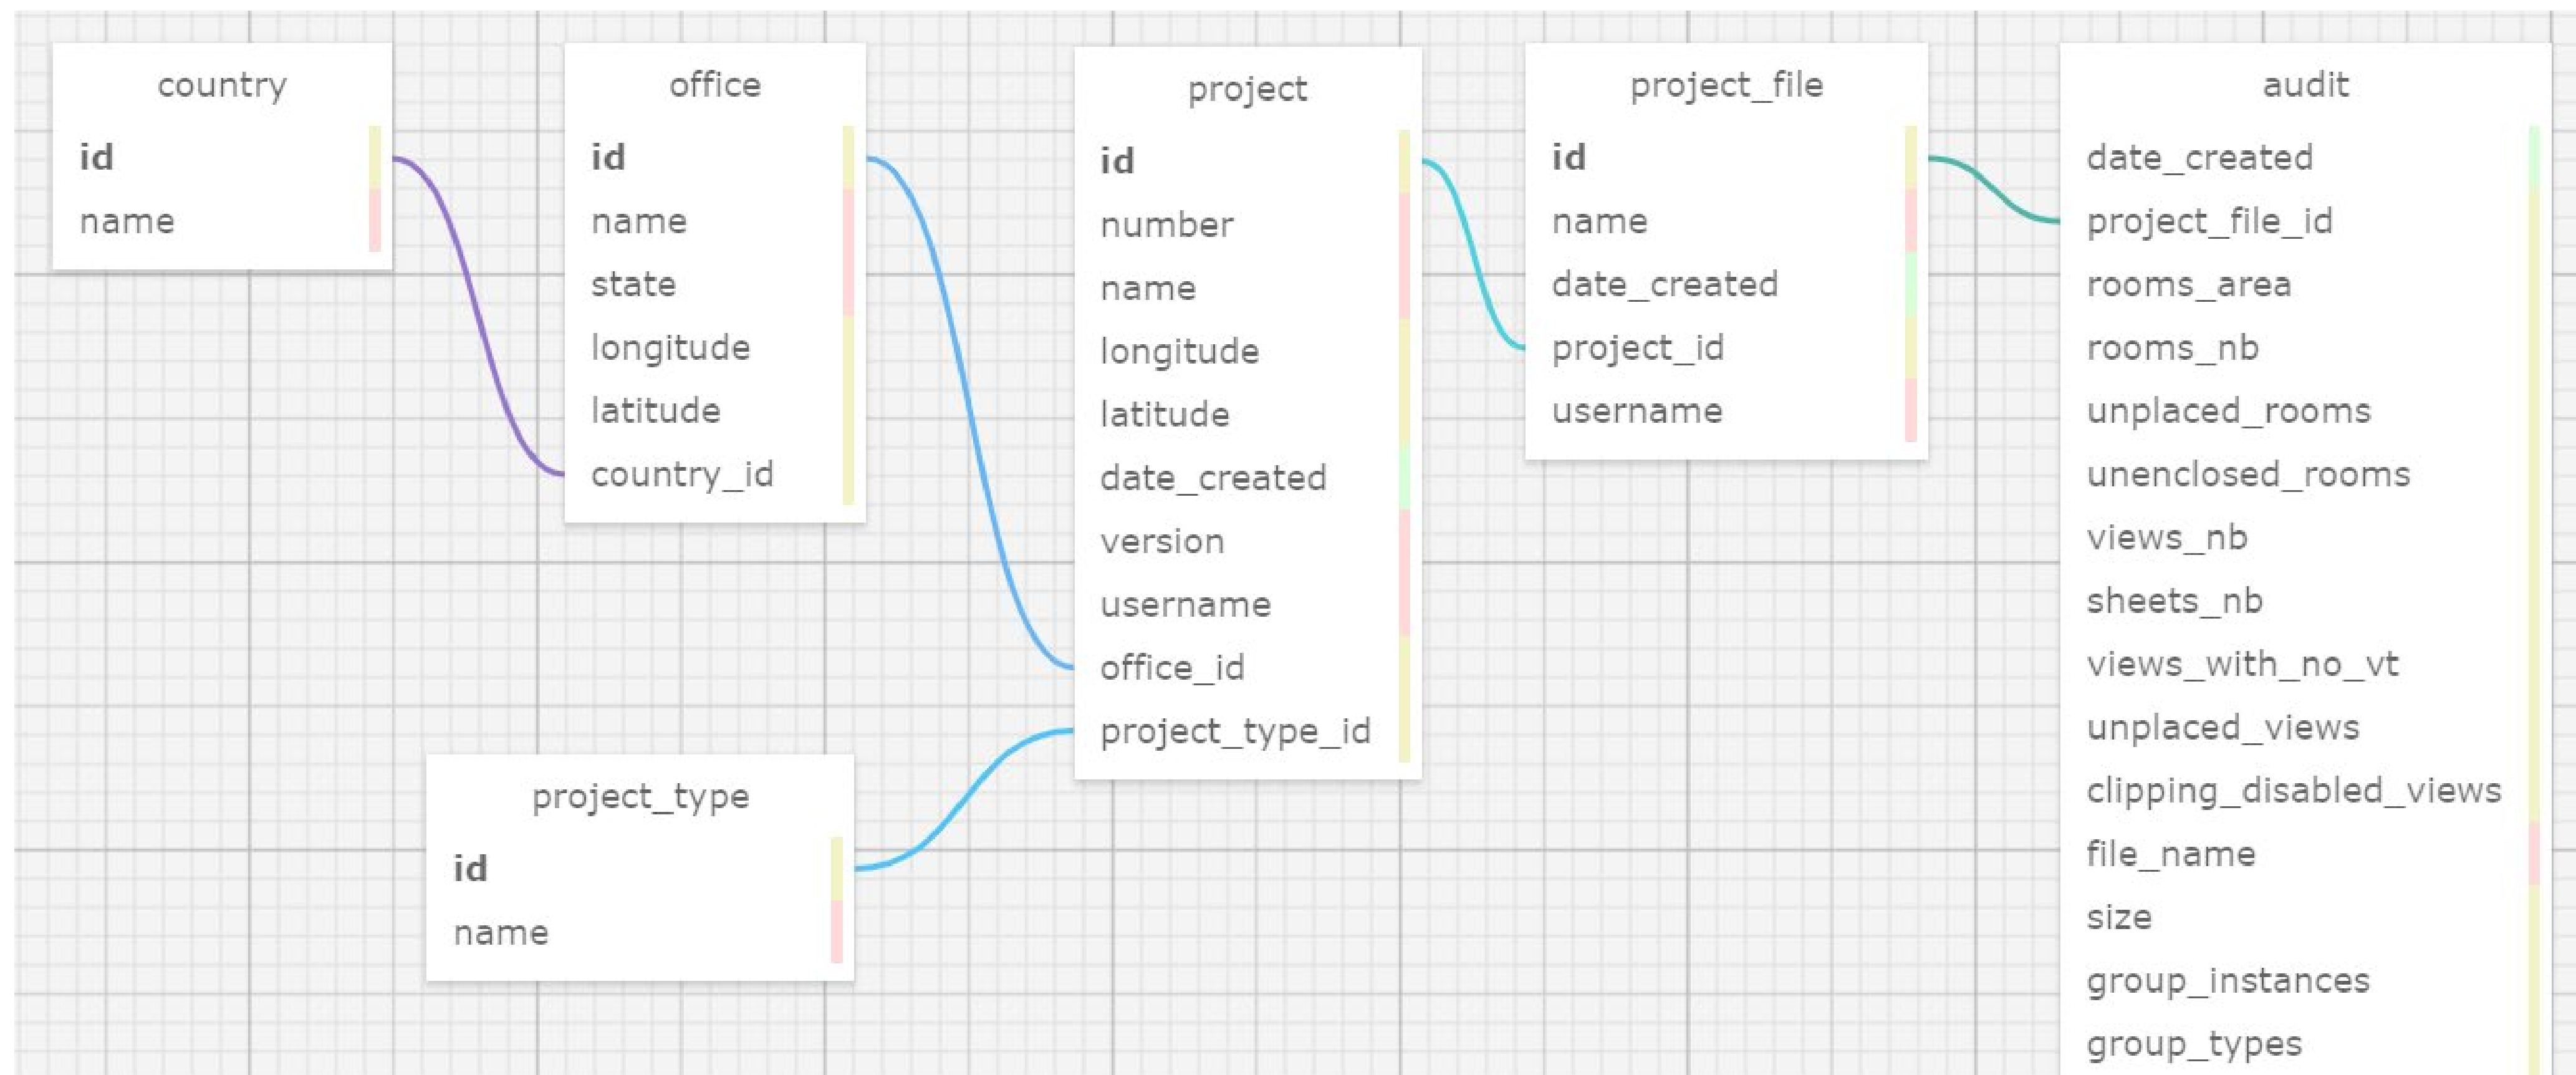 country
id
name
office
id
name
state
longitude
latitude
country_id
project
id
number
name
longitude
latitude
date_created
version
username
office_id
project_type_id
project_type
id
name
project_file
id
name
date_created
project_id
username
audit
date_created
project_file_id
rooms_area
rooms_nb
unplaced_rooms
unenclosed_rooms
views_nb
sheets_nb
views_with_no_vt
unplaced_views
clipping_disabled_views
file_name
size
group_instances
group_types